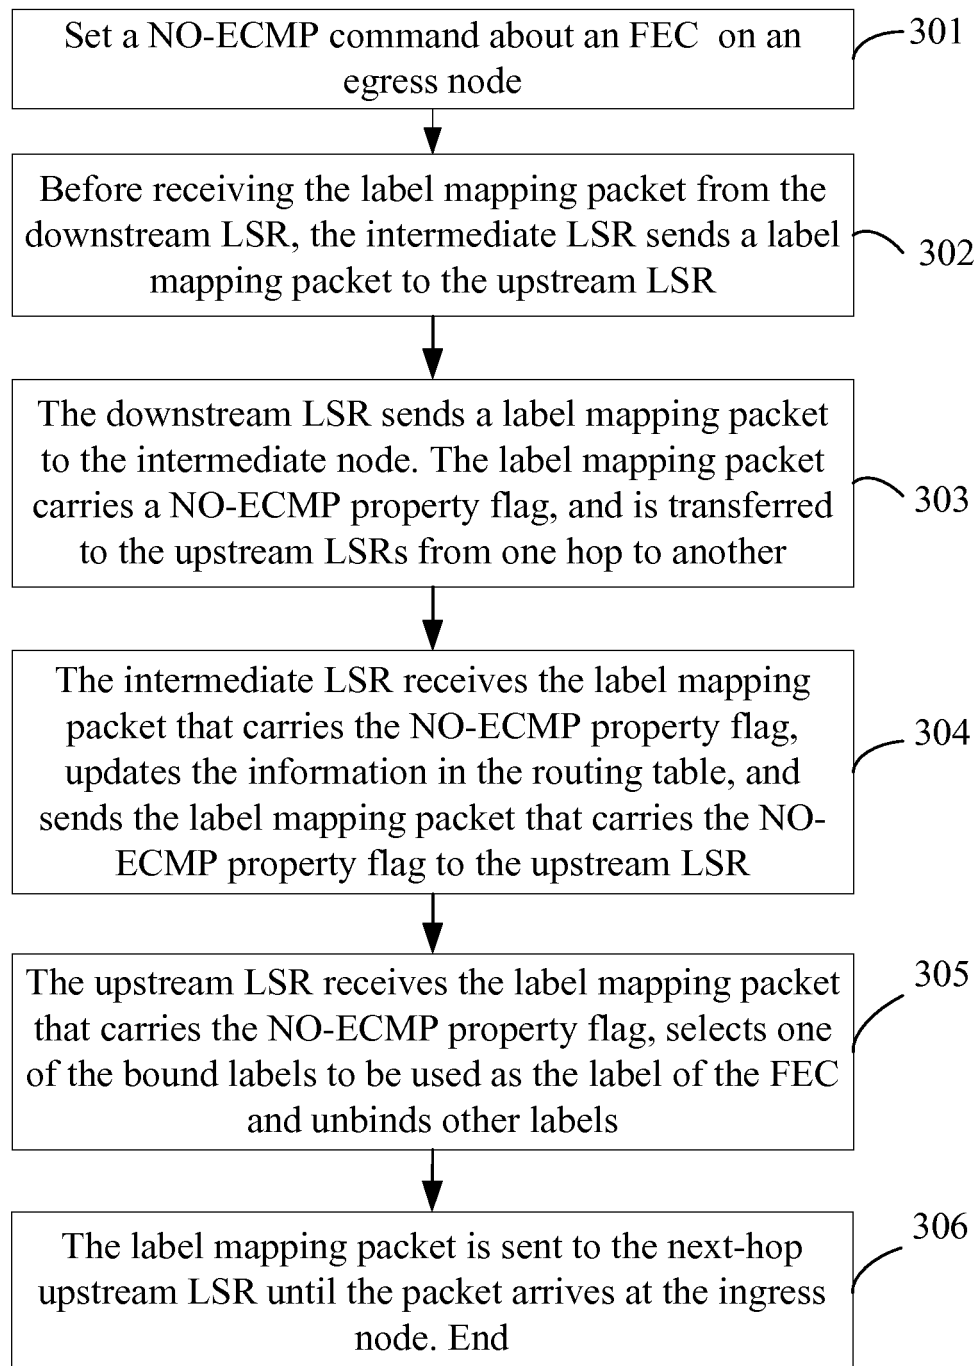 Set a NO-ECMP command about an FEC on an
egress node
301
Before receiving the label mapping packet from the
downstream LSR, the intermediate LSR sends a label
mapping packet to the upstream LSR
302
The downstream LSR sends a label mapping packet
to the intermediate node. The label mapping packet
carries a NO-ECMP property flag, and is transferred
to the upstream LSRs from one hop to another
303
The intermediate LSR receives the label mapping
packet that carries the NO-ECMP property flag,
updates the information in the routing table, and
sends the label mapping packet that carries the NO-
ECMP property flag to the upstream LSR
304
The upstream LSR receives the label mapping packet
that carries the NO-ECMP property flag, selects one
of the bound labels to be used as the label of the FEC
and unbinds other labels
305
The label mapping packet is sent to the next-hop
upstream LSR until the packet arrives at the ingress
node. End
306